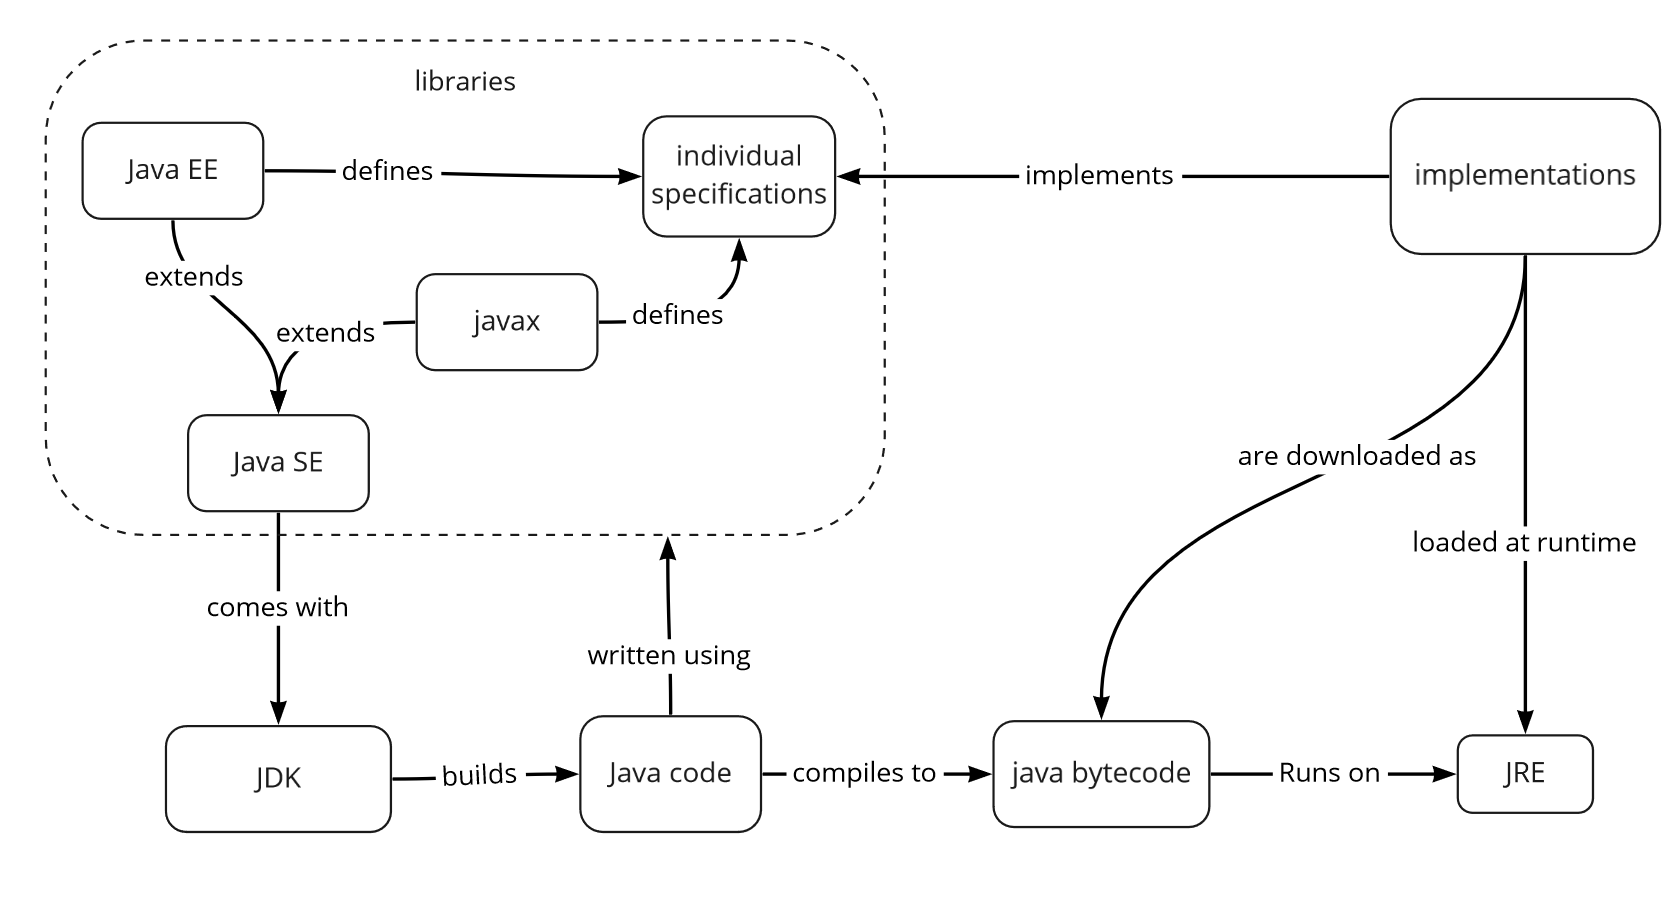 libraries
Java EE
defines
individual
specifications
implements
implementations
extends
extends
javax
defines
Java SE
are downloaded as
loaded at runtime
comes with
written using
JDK
builds
Java code
compiles to
java bytecode
Runs on
JRE